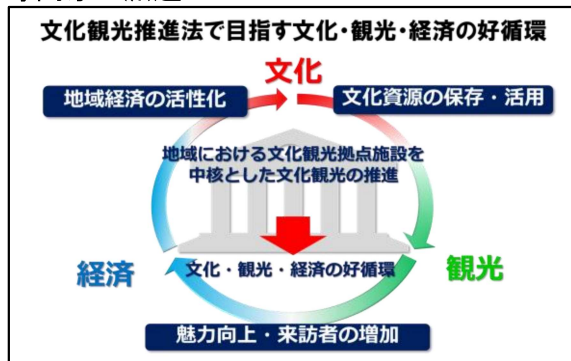 文化観光推進法で目指す文化・観光・経済の好循環
文化
地域経済の活性化
文化資源の保存・活用
地域における文化観光拠点施設を
中核とした文化観光の推進
経済
文化・観光・経済の好循環
観光
魅力向上・来訪者の増加